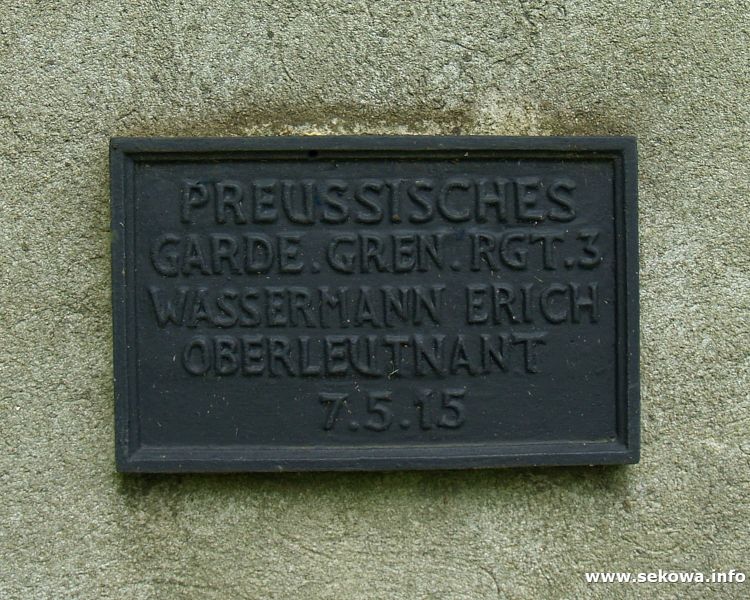 PREUSSISCHES
GARDE.GREN.RGT.3
WASSERMANN ERICH
OBERLEUTNANT
7.5.15
www.sekowa.info